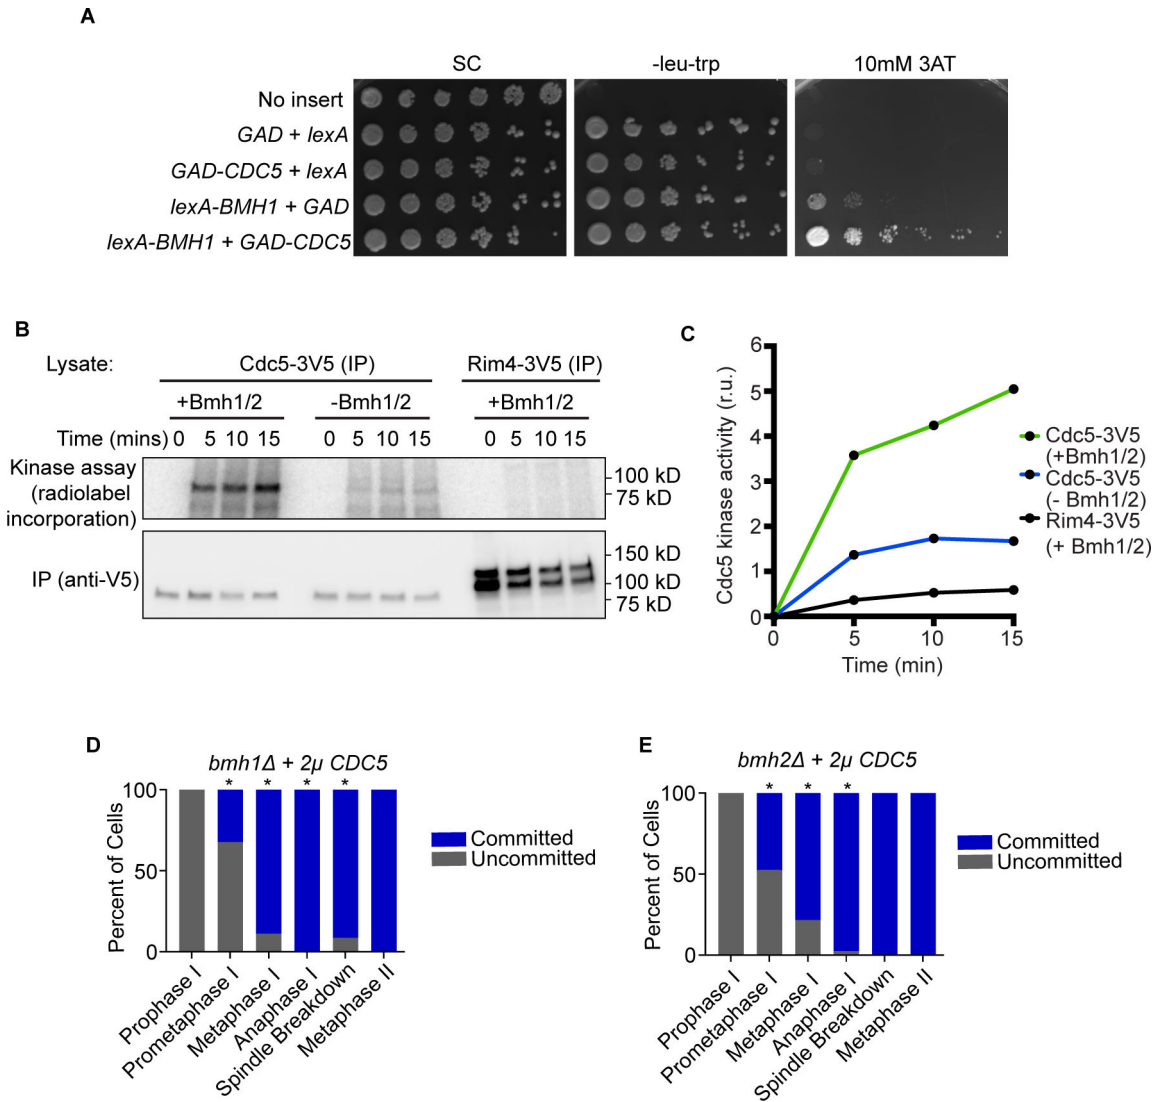 A
SC -leu-trp 10mM 3AT
No insert
GAD + lexA
GAD-CDC5 + lexA
lexA-BMH1 + GAD
lexA-BMH1 + GAD-CDC5
B
Lysate: Cdc5-3V5 (IP) Rim4-3V5 (IP)
+Bmh1/2 -Bmh1/2 +Bmh1/2
Time (mins) 0 5 10 15 0 5 10 15 0 5 10 15
Kinase assay
(radiolabel
incorporation)
100 kD
75 kD
IP (anti-V5)
150 kD
100 kD
75 kD
C
Cdc5 kinase activity (r.u.)
6
5
4
3
2
1
0
0 5 10 15
Time (min)
Cdc5-3V5
(+Bmh1/2)
Cdc5-3V5
(- Bmh1/2)
Rim4-3V5
(+ Bmh1/2)
D
bmh1Δ + 2μ CDC5
* * * *
Percent of Cells
100
50
0
Prophase I
Prometaphase I
Metaphase I
Anaphase I
Spindle Breakdown
Metaphase II
Committed
Uncommitted
E
bmh2Δ + 2μ CDC5
* * *
Percent of Cells
100
50
0
Prophase I
Prometaphase I
Metaphase I
Anaphase I
Spindle Breakdown
Metaphase II
Committed
Uncommitted